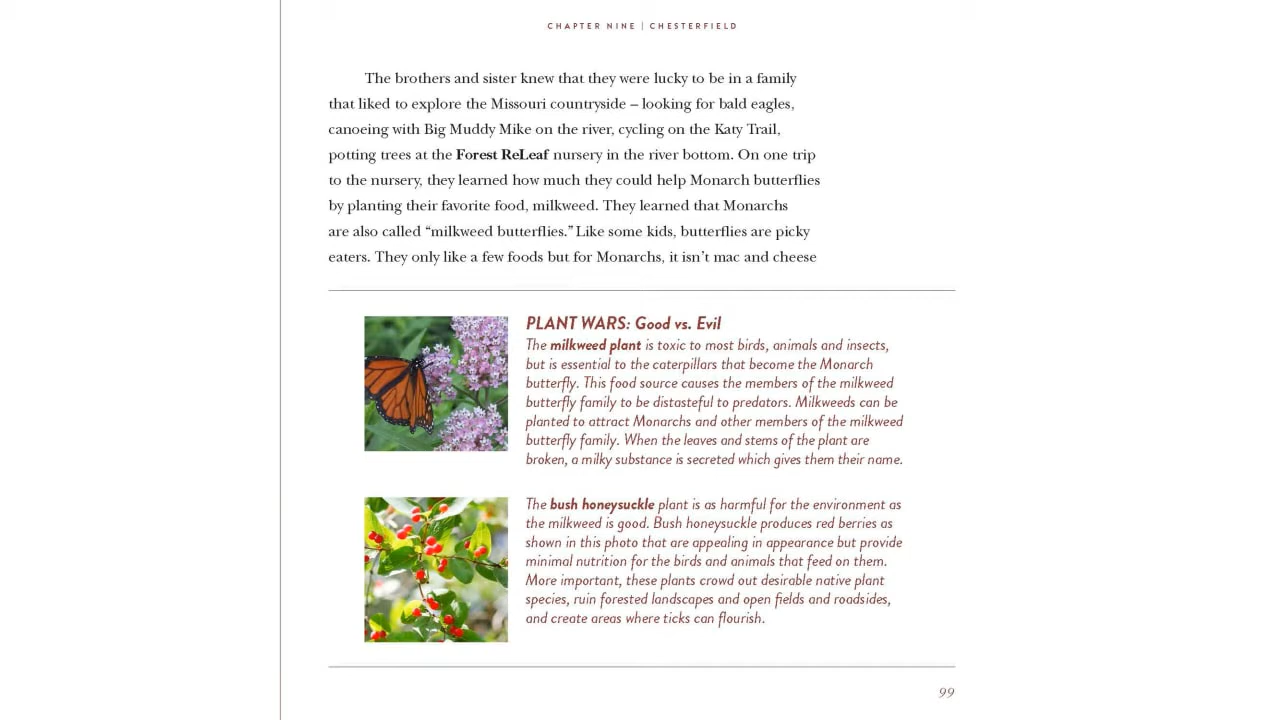 CHAPTER NINE | CHESTERFIELD
The brothers and sister knew that they were lucky to be in a family
that liked to explore the Missouri countryside – looking for bald eagles,
canoeing with Big Muddy Mike on the river, cycling on the Katy Trail,
potting trees at the Forest ReLeaf nursery in the river bottom. On one trip
to the nursery, they learned how much they could help Monarch butterflies
by planting their favorite food, milkweed. They learned that Monarchs
are also called “milkweed butterflies.” Like some kids, butterflies are picky
eaters. They only like a few foods but for Monarchs, it isn’t mac and cheese
PLANT WARS: Good vs. Evil
The milkweed plant is toxic to most birds, animals and insects,
but is essential to the caterpillars that become the Monarch
butterfly. This food source causes the members of the milkweed
butterfly family to be distasteful to predators. Milkweeds can be
planted to attract Monarchs and other members of the milkweed
butterfly family. When the leaves and stems of the plant are
broken, a milky substance is secreted which gives them their name.
The bush honeysuckle plant is as harmful for the environment as
the milkweed is good. Bush honeysuckle produces red berries as
shown in this photo that are appealing in appearance but provide
minimal nutrition for the birds and animals that feed on them.
More important, these plants crowd out desirable native plant
species, ruin forested landscapes and open fields and roadsides,
and create areas where ticks can flourish.
99